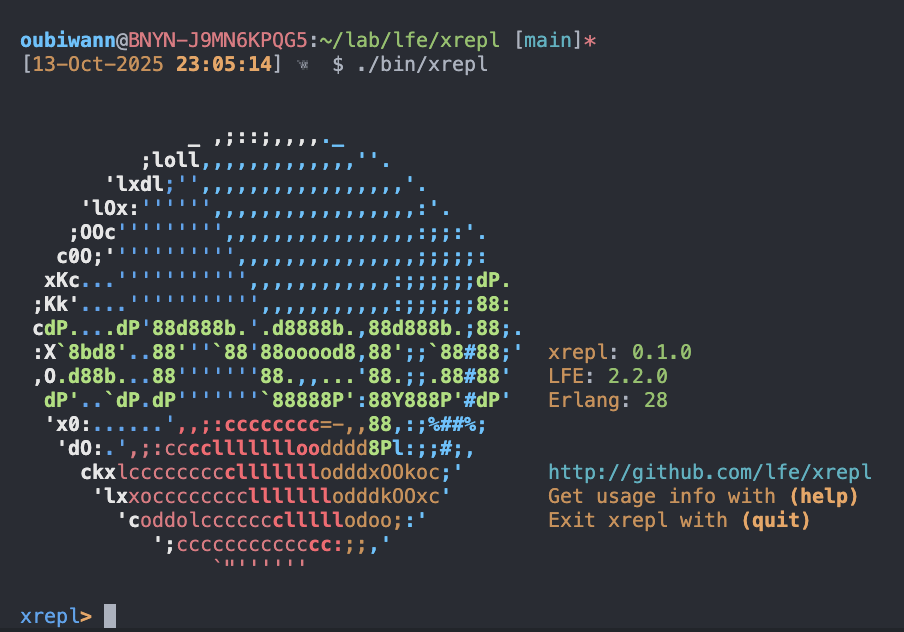 oubiwann@BNYN-J9MN6KPQG5:~/lab/lfe/xrepl [main]*
[13-Oct-2025 23:05:14] $ ./bin/xrepl
_ ,;:::;,,,,._
;loll,,,,,,,,,,,,,''.
'lxdl;'',,,,,,,,,,,,,,,,,'.
'lOx:'''''',,,,,,,,,,,,,,,,,:'.
;OOc''''''''',,,,,,,,,,,,,,,,:;;:'.
c0O;'''''''''''',,,,,,,,,,,,,,,;;;;;:
xKc...''''''''''',,,,,,,,,,,,:;;;;;;dP.
;Kk'....''''''''''',,,,,,,,,,,:;;;;;;88:
cdP....dP'88d888b.'.d8888b.,88d888b.;88;.
:X`8bd8'..88'''`88'88ooood8,88';;`88#88;' xrepl: 0.1.0
,O.d88b...88'''''''88.,,...'88.;;.88#88' LFE: 2.2.0
dP'..`dP.dP'''''''`88888P':88Y888P'#dP' Erlang: 28
'x0:......',,;:cccccccc=-,,88,:;%##%;
'dO:.',;:cccclllllllooodddd8Pl:;;#;,
ckxlcccccccccllllllloddddxOOkoc;' http://github.com/lfe/xrepl
'lxxoccccccccllllllloddddkOOxc' Get usage info with (help)
'coddolcccccccllllllodoo;:' Exit xrepl with (quit)
';ccccccccccccc:;;,'
`"''''''
xrepl>